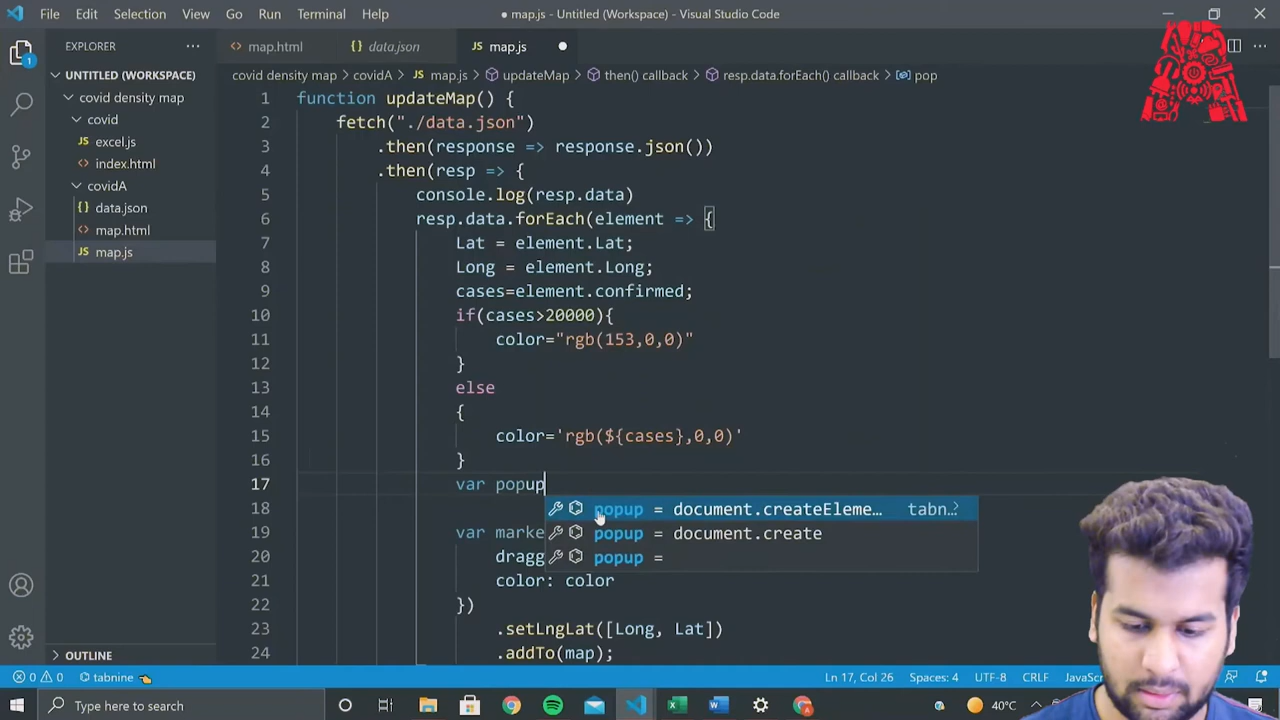 File Edit Selection View Go Run Terminal Help
● map.js - Untitled (Workspace) - Visual Studio Code
EXPLORER
map.html
data.json
map.js
UNTITLED (WORKSPACE)
covid density map
covid
JS excel.js
<> index.html
covidA
{} data.json
<> map.html
JS map.js
OUTLINE
covid density map > covidA > JS map.js > updateMap > then() callback > resp.data.forEach() callback > pop
1 function updateMap() {
2 fetch("./data.json")
3 .then(response => response.json())
4 .then(resp => {
5 console.log(resp.data)
6 resp.data.forEach(element => {
7 Lat = element.Lat;
8 Long = element.Long;
9 cases=element.confirmed;
10 if(cases>20000){
11 color="rgb(153,0,0)"
12 }
13 else
14 {
15 color='rgb(${cases},0,0)'
16 }
17 var popup
popup = document.createEleme… tabn…
popup = document.create
popup =
18
19 var marke
20 dragg
21 color: color
22 })
23 .setLngLat([Long, Lat])
24 .addTo(map);
1
0 0 tabnine Ln 17, Col 26 Spaces: 4 UTF-8 CRLF JavaSc
Type here to search
40°C